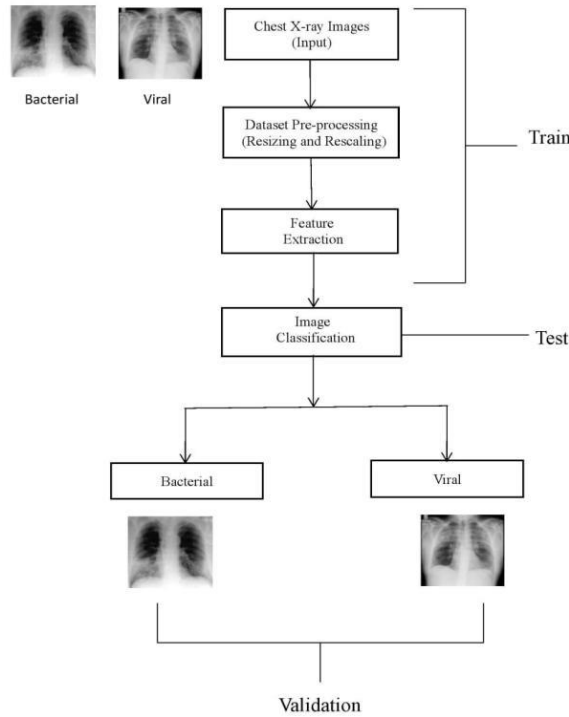 Chest X-ray Images
(Input)
Bacterial
Viral
Dataset Pre-processing
(Resizing and Rescaling)
Train
Feature
Extraction
Image
Classification
Test
Bacterial
Viral
Validation